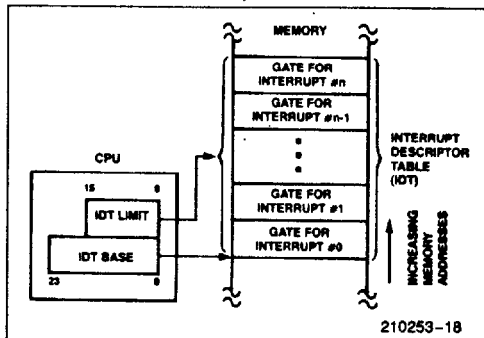 MEMORY
GATE FOR
INTERRUPT #n
GATE FOR
INTERRUPT #n-1
GATE FOR
INTERRUPT #1
GATE FOR
INTERRUPT #0
CPU
15 0
IDT LIMIT
IDT BASE
23 0
INTERRUPT
DESCRIPTOR
TABLE
(IDT)
INCREASING
MEMORY
ADDRESSES
210253-18